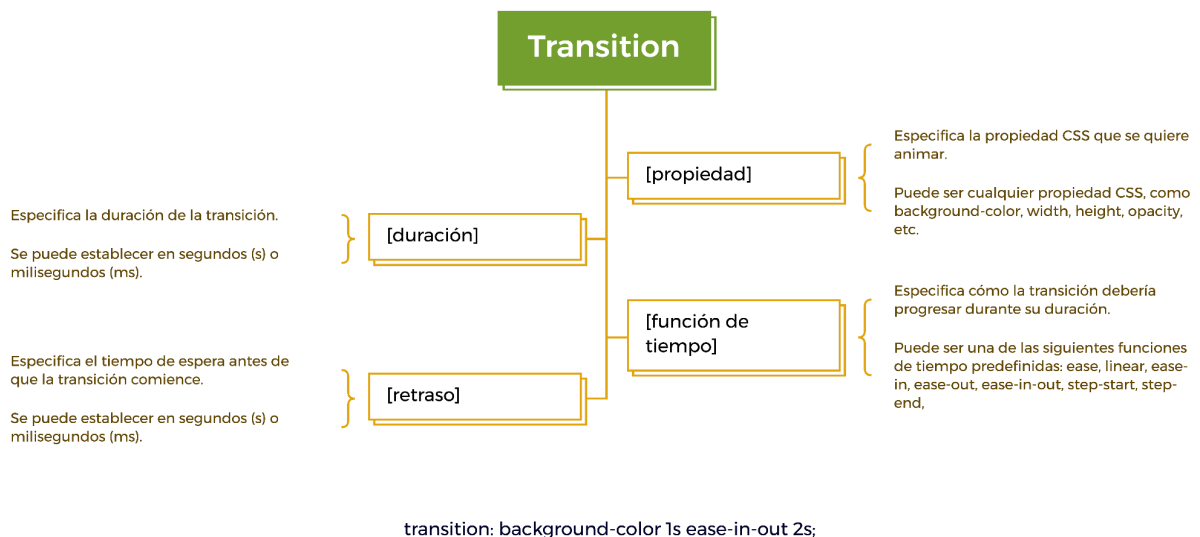 Transition
[propiedad]
Especifica la propiedad CSS que se quiere
animar.
Puede ser cualquier propiedad CSS, como
background-color, width, height, opacity,
etc.
Especifica la duración de la transición.
Se puede establecer en segundos (s) o
milisegundos (ms).
[duración]
[función de
tiempo]
Especifica cómo la transición debería
progresar durante su duración.
Puede ser una de las siguientes funciones
de tiempo predefinidas: ease, linear, ease-
in, ease-out, ease-in-out, step-start, step-
end,
Especifica el tiempo de espera antes de
que la transición comience.
Se puede establecer en segundos (s) o
milisegundos (ms).
[retraso]
transition: background-color 1s ease-in-out 2s;